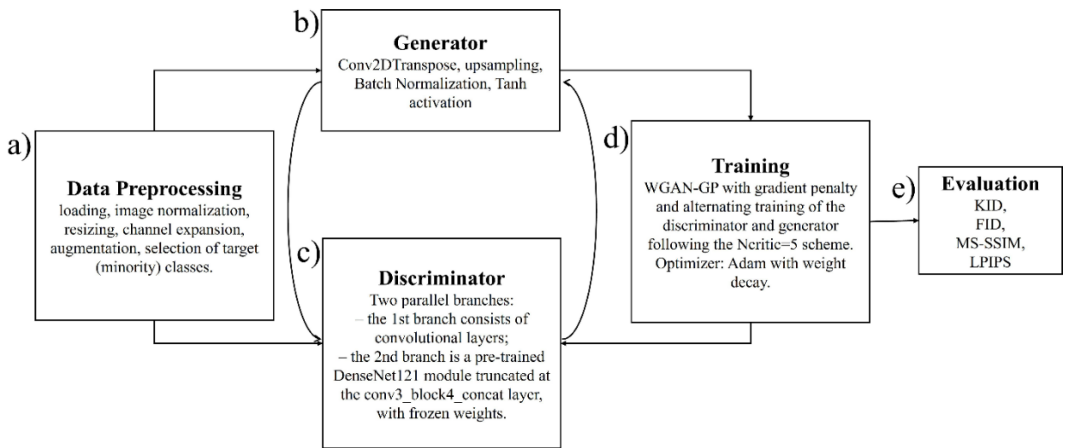 a)
Data Preprocessing
loading, image normalization,
resizing, channel expansion,
augmentation, selection of target
(minority) classes.
b)
Generator
Conv2DTranspose, upsampling,
Batch Normalization, Tanh
activation
c)
Discriminator
Two parallel branches:
– the 1st branch consists of
convolutional layers;
– the 2nd branch is a pre-trained
DenseNet121 module truncated at
the conv3_block4_concat layer,
with frozen weights.
d)
Training
WGAN-GP with gradient penalty
and alternating training of the
discriminator and generator
following the Ncritic=5 scheme.
Optimizer: Adam with weight
decay.
e)
Evaluation
KID,
FID,
MS-SSIM,
LPIPS